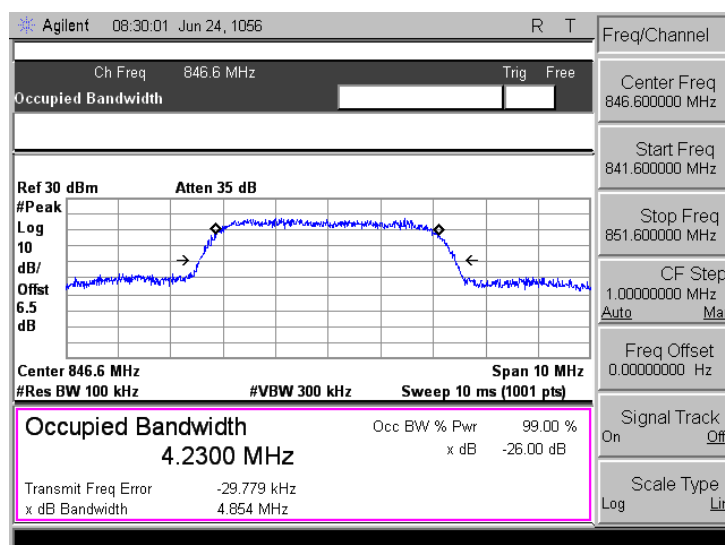 Agilent 08:30:01 Jun 24, 1056 R T
Freq/Channel
Ch Freq 846.6 MHz Trig Free
Occupied Bandwidth
Center Freq
846.600000 MHz
Start Freq
841.600000 MHz
Stop Freq
851.600000 MHz
CF Step
1.00000000 MHz
Auto Ma
Freq Offset
0.00000000 Hz
Signal Track
On Off
Scale Type
Log Lin
Ref 30 dBm Atten 35 dB
#Peak
Log
10
dB/
Offst
6.5
dB
Center 846.6 MHz Span 10 MHz
#Res BW 100 kHz #VBW 300 kHz Sweep 10 ms (1001 pts)
Occupied Bandwidth
4.2300 MHz
Occ BW % Pwr 99.00 %
x dB -26.00 dB
Transmit Freq Error -29.779 kHz
x dB Bandwidth 4.854 MHz